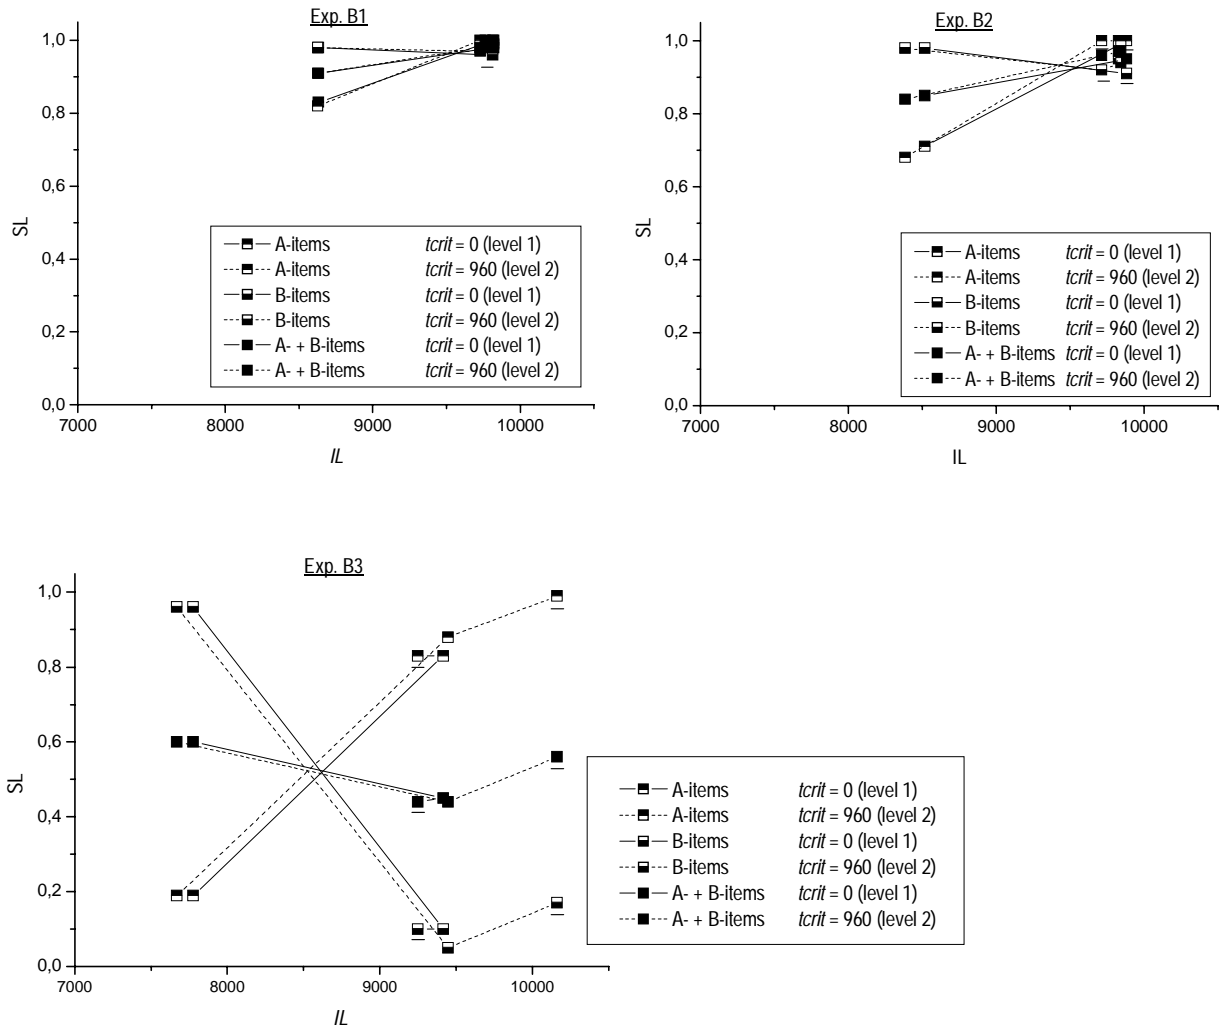 Exp. B1
1,0
0,8
0,6
0,4
0,2
0,0
SL
A-items tcrit = 0 (level 1)
A-items tcrit = 960 (level 2)
B-items tcrit = 0 (level 1)
B-items tcrit = 960 (level 2)
A- + B-items tcrit = 0 (level 1)
A- + B-items tcrit = 960 (level 2)
7000 8000 9000 10000
IL
Exp. B2
1,0
0,8
0,6
0,4
0,2
0,0
SL
A-items tcrit = 0 (level 1)
A-items tcrit = 960 (level 2)
B-items tcrit = 0 (level 1)
B-items tcrit = 960 (level 2)
A- + B-items tcrit = 0 (level 1)
A- + B-items tcrit = 960 (level 2)
7000 8000 9000 10000
IL
Exp. B3
1,0
0,8
0,6
0,4
0,2
0,0
SL
A-items tcrit = 0 (level 1)
A-items tcrit = 960 (level 2)
B-items tcrit = 0 (level 1)
B-items tcrit = 960 (level 2)
A- + B-items tcrit = 0 (level 1)
A- + B-items tcrit = 960 (level 2)
7000 8000 9000 10000
IL